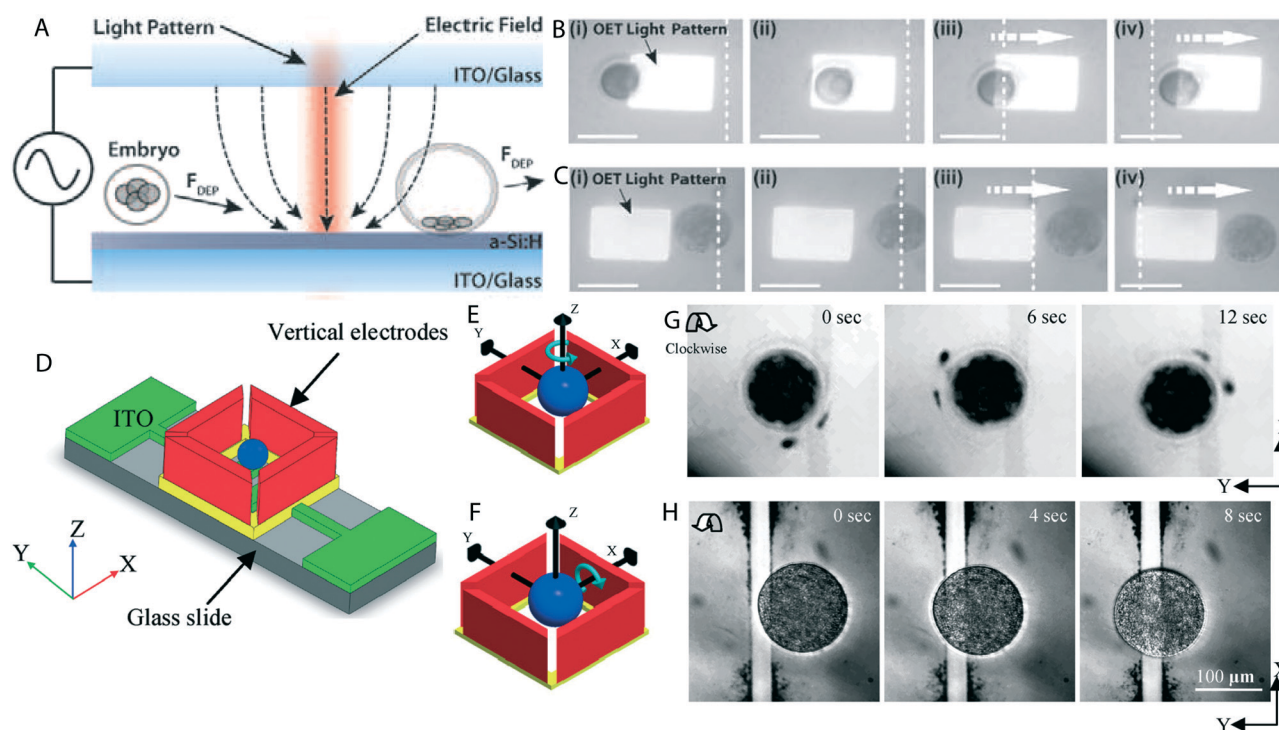 A
Light Pattern
Electric Field
ITO/Glass
Embryo
F_DEP
F_DEP
a-Si:H
ITO/Glass
B
(i) OET Light Pattern
(ii)
(iii)
(iv)
C
(i) OET Light Pattern
(ii)
(iii)
(iv)
D
Vertical electrodes
ITO
Z
Y
X
Glass slide
E
Z
Y
X
F
Z
Y
X
G
Clockwise
0 sec
6 sec
12 sec
Y
H
0 sec
4 sec
8 sec
100 µm
X
Y